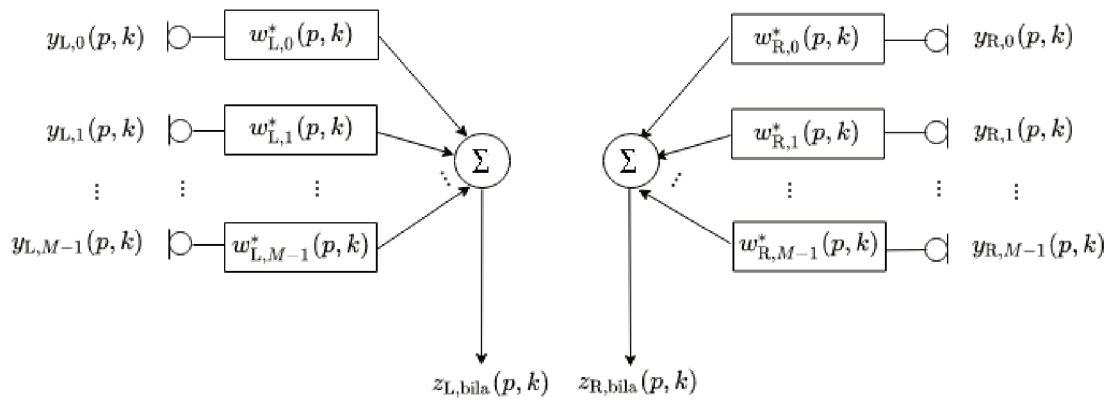 y_{L,0}(p, k) w^*_{L,0}(p, k) w^*_{R,0}(p, k) y_{R,0}(p, k)
y_{L,1}(p, k) w^*_{L,1}(p, k) Σ Σ w^*_{R,1}(p, k) y_{R,1}(p, k)
⋮ ⋮ ⋮ ⋮ ⋮ ⋮ ⋮ ⋮
y_{L,M−1}(p, k) w^*_{L,M−1}(p, k) w^*_{R,M−1}(p, k) y_{R,M−1}(p, k)
z_{L,bila}(p, k) z_{R,bila}(p, k)